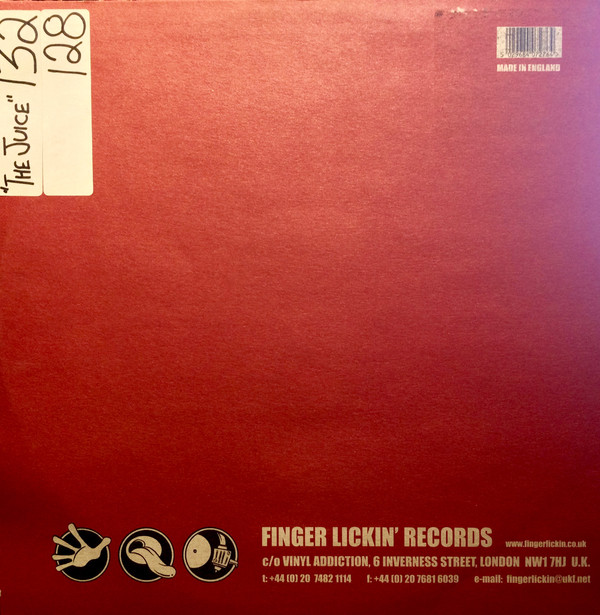 "THE JUICE" 132
128
MADE IN ENGLAND
FINGER LICKIN' RECORDS www.fingerlickin.co.uk
c/o VINYL ADDICTION, 6 INVERNESS STREET, LONDON NW1 7HJ U.K.
t: +44 (0) 20 7482 1114 f: +44 (0) 20 7681 6039 e-mail: fingerlickin@ukf.net